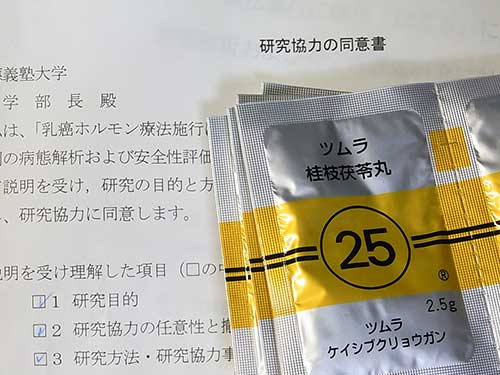 研究協力の同意書
義塾大学
学部長 殿
は、「乳癌ホルモン療法施行
の病態解析および安全性評価
説明を受け，研究の目的と方
、研究協力に同意します。
説明を受け理解した項目（□の中
☑1 研究目的
☑2 研究協力の任意性と撤
☑3 研究方法・研究協力事
ツムラ
桂枝茯苓丸
25
®
2.5g
ツムラ
ケイシブクリョウガン